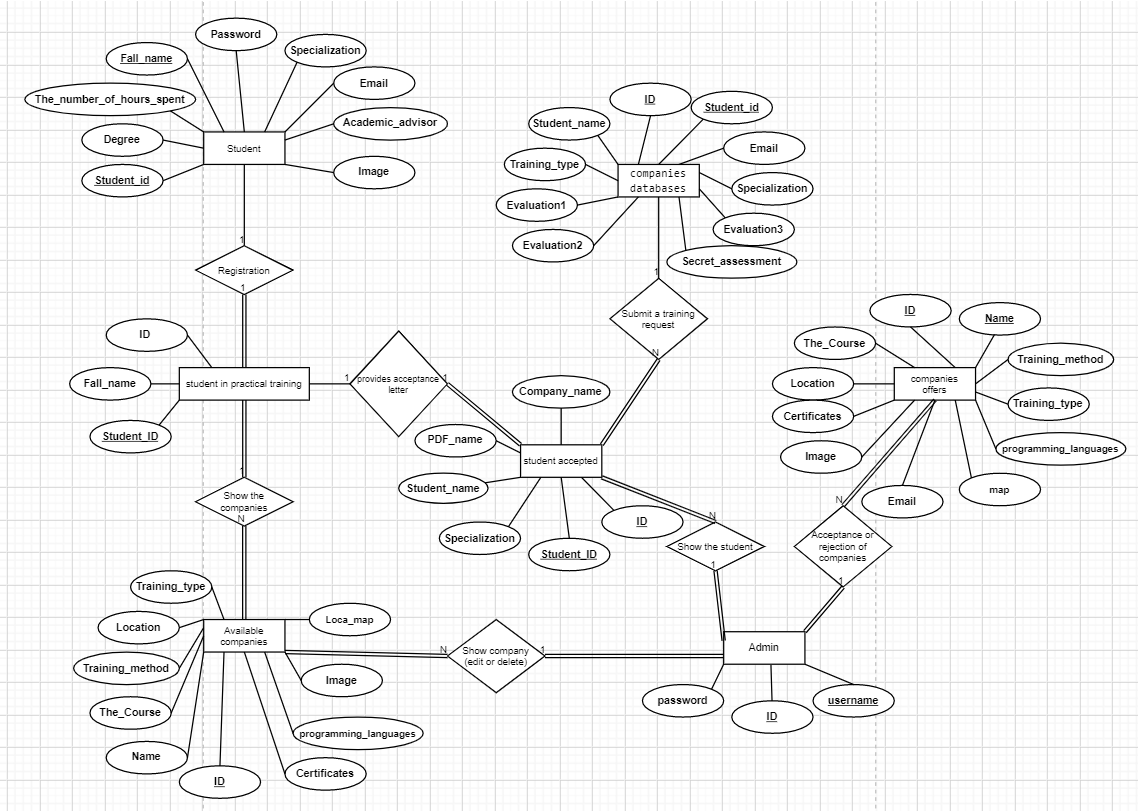 Password
Fall_name
Specialization
Email
The_number_of_hours_spent
Academic_advisor
Degree
Student
Image
Student_id
1
Registration
1
ID
Student_id
Student_name
Email
Training_type
companies
databases
Specialization
Evaluation1
Evaluation3
Evaluation2
Secret_assessment
1
Submit a training
request
N
ID
Fall_name
student in practical training
Student_ID
1
provides acceptance
letter
1
1
Show the
companies
N
Company_name
PDF_name
student accepted
Student_name
Specialization
Student_ID
ID
N
Show the student
1
ID
Name
The_Course
Training_method
Location
companies
offers
Certificates
Training_type
Image
programming_languages
Email
map
N
Acceptance or
rejection of
companies
1
Training_type
Location
Available
companies
Loca_map
Training_method
Image
The_Course
Name
programming_languages
ID
Certificates
N
Show company
(edit or delete)
1
Admin
password
ID
username